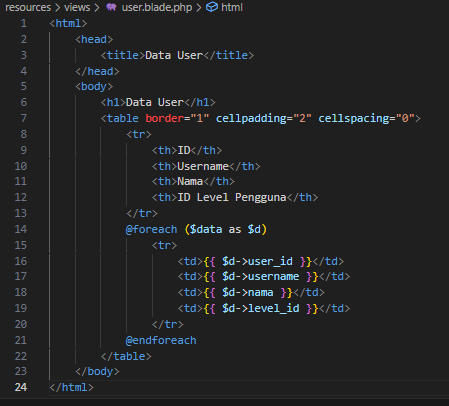 resources > views > user.blade.php > html
1 <html>
2 <head>
3 <title>Data User</title>
4 </head>
5 <body>
6 <h1>Data User</h1>
7 <table border="1" cellpadding="2" cellspacing="0">
8 <tr>
9 <th>ID</th>
10 <th>Username</th>
11 <th>Nama</th>
12 <th>ID Level Pengguna</th>
13 </tr>
14 @foreach ($data as $d)
15 <tr>
16 <td>{{ $d->user_id }}</td>
17 <td>{{ $d->username }}</td>
18 <td>{{ $d->nama }}</td>
19 <td>{{ $d->level_id }}</td>
20 </tr>
21 @endforeach
22 </table>
23 </body>
24 </html>